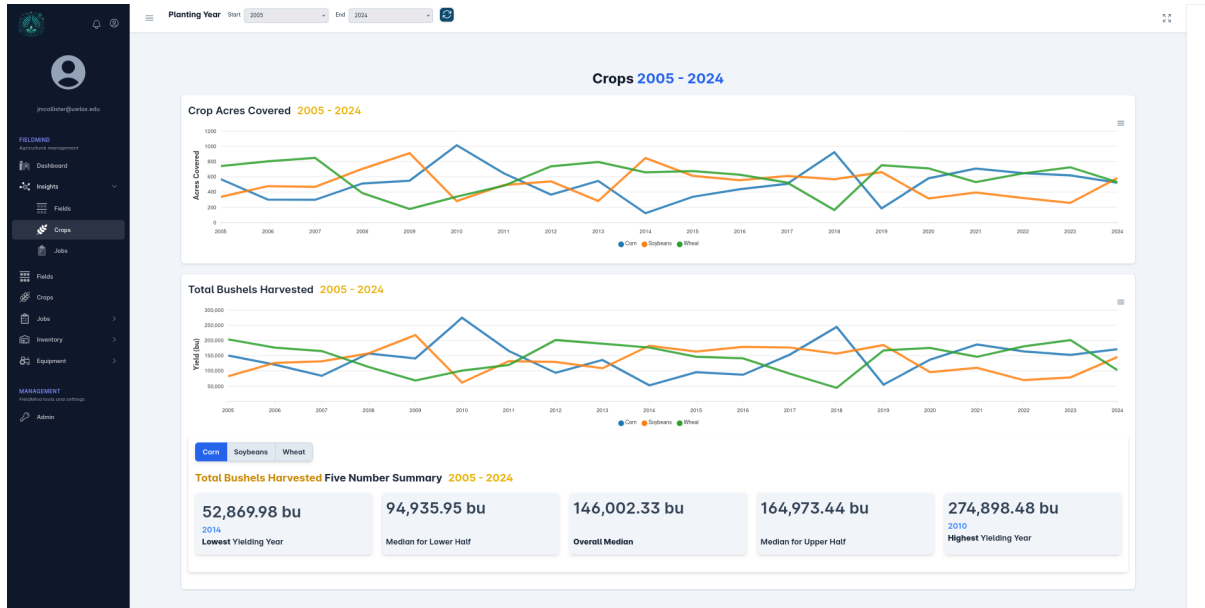 Planting Year Start 2005 End 2024
jmcallister@uwlax.edu
FIELDMIND
Agricultural management
Dashboard
Insights
Fields
Crops
Jobs
Fields
Crops
Jobs
Inventory
Equipment
MANAGEMENT
FieldMind tools and settings
Admin
Crops 2005 - 2024
Crop Acres Covered 2005 - 2024
Acres Covered
1200
1000
800
600
400
200
0
2005 2006 2007 2008 2009 2010 2011 2012 2013 2014 2015 2016 2017 2018 2019 2020 2021 2022 2023 2024
Corn Soybeans Wheat
Total Bushels Harvested 2005 - 2024
Yield (bu)
300,000
250,000
200,000
150,000
100,000
50,000
2005 2006 2007 2008 2009 2010 2011 2012 2013 2014 2015 2016 2017 2018 2019 2020 2021 2022 2023 2024
Corn Soybeans Wheat
Corn Soybeans Wheat
Total Bushels Harvested Five Number Summary 2005 - 2024
52,869.98 bu
2014
Lowest Yielding Year
94,935.95 bu
Median for Lower Half
146,002.33 bu
Overall Median
164,973.44 bu
Median for Upper Half
274,898.48 bu
2010
Highest Yielding Year